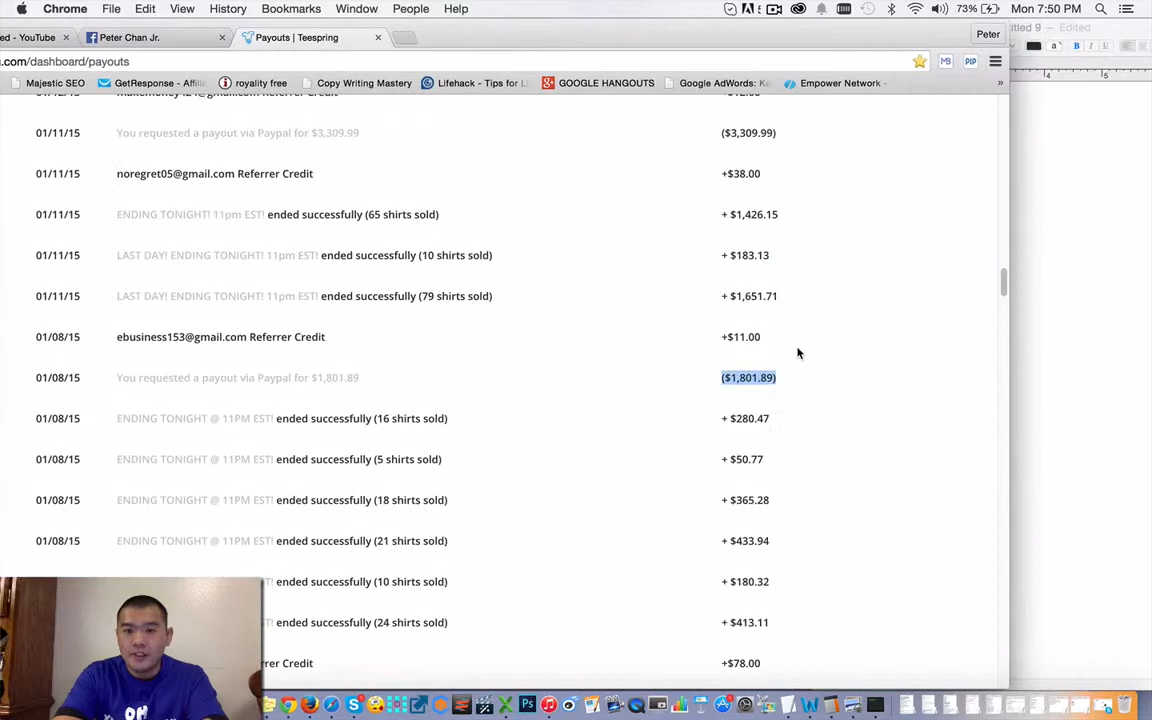 Chrome File Edit View History Bookmarks Window People Help 73% Mon 7:50 PM
ed - YouTube Peter Chan Jr. Payouts | Teespring Peter
.com/dashboard/payouts
Majestic SEO GetResponse - Affili royality free Copy Writing Mastery Lifehack - Tips for L GOOGLE HANGOUTS Google AdWords: Ke Empower Network -
01/11/15 You requested a payout via Paypal for $3,309.99 ($3,309.99)
01/11/15 noregret05@gmail.com Referrer Credit +$38.00
01/11/15 ENDING TONIGHT! 11pm EST! ended successfully (65 shirts sold) + $1,426.15
01/11/15 LAST DAY! ENDING TONIGHT! 11pm EST! ended successfully (10 shirts sold) + $183.13
01/11/15 LAST DAY! ENDING TONIGHT! 11pm EST! ended successfully (79 shirts sold) + $1,651.71
01/08/15 ebusiness153@gmail.com Referrer Credit +$11.00
01/08/15 You requested a payout via Paypal for $1,801.89 ($1,801.89)
01/08/15 ENDING TONIGHT @ 11PM EST! ended successfully (16 shirts sold) + $280.47
01/08/15 ENDING TONIGHT @ 11PM EST! ended successfully (5 shirts sold) + $50.77
01/08/15 ENDING TONIGHT @ 11PM EST! ended successfully (18 shirts sold) + $365.28
01/08/15 ENDING TONIGHT @ 11PM EST! ended successfully (21 shirts sold) + $433.94
ended successfully (10 shirts sold) + $180.32
ended successfully (24 shirts sold) + $413.11
rer Credit +$78.00